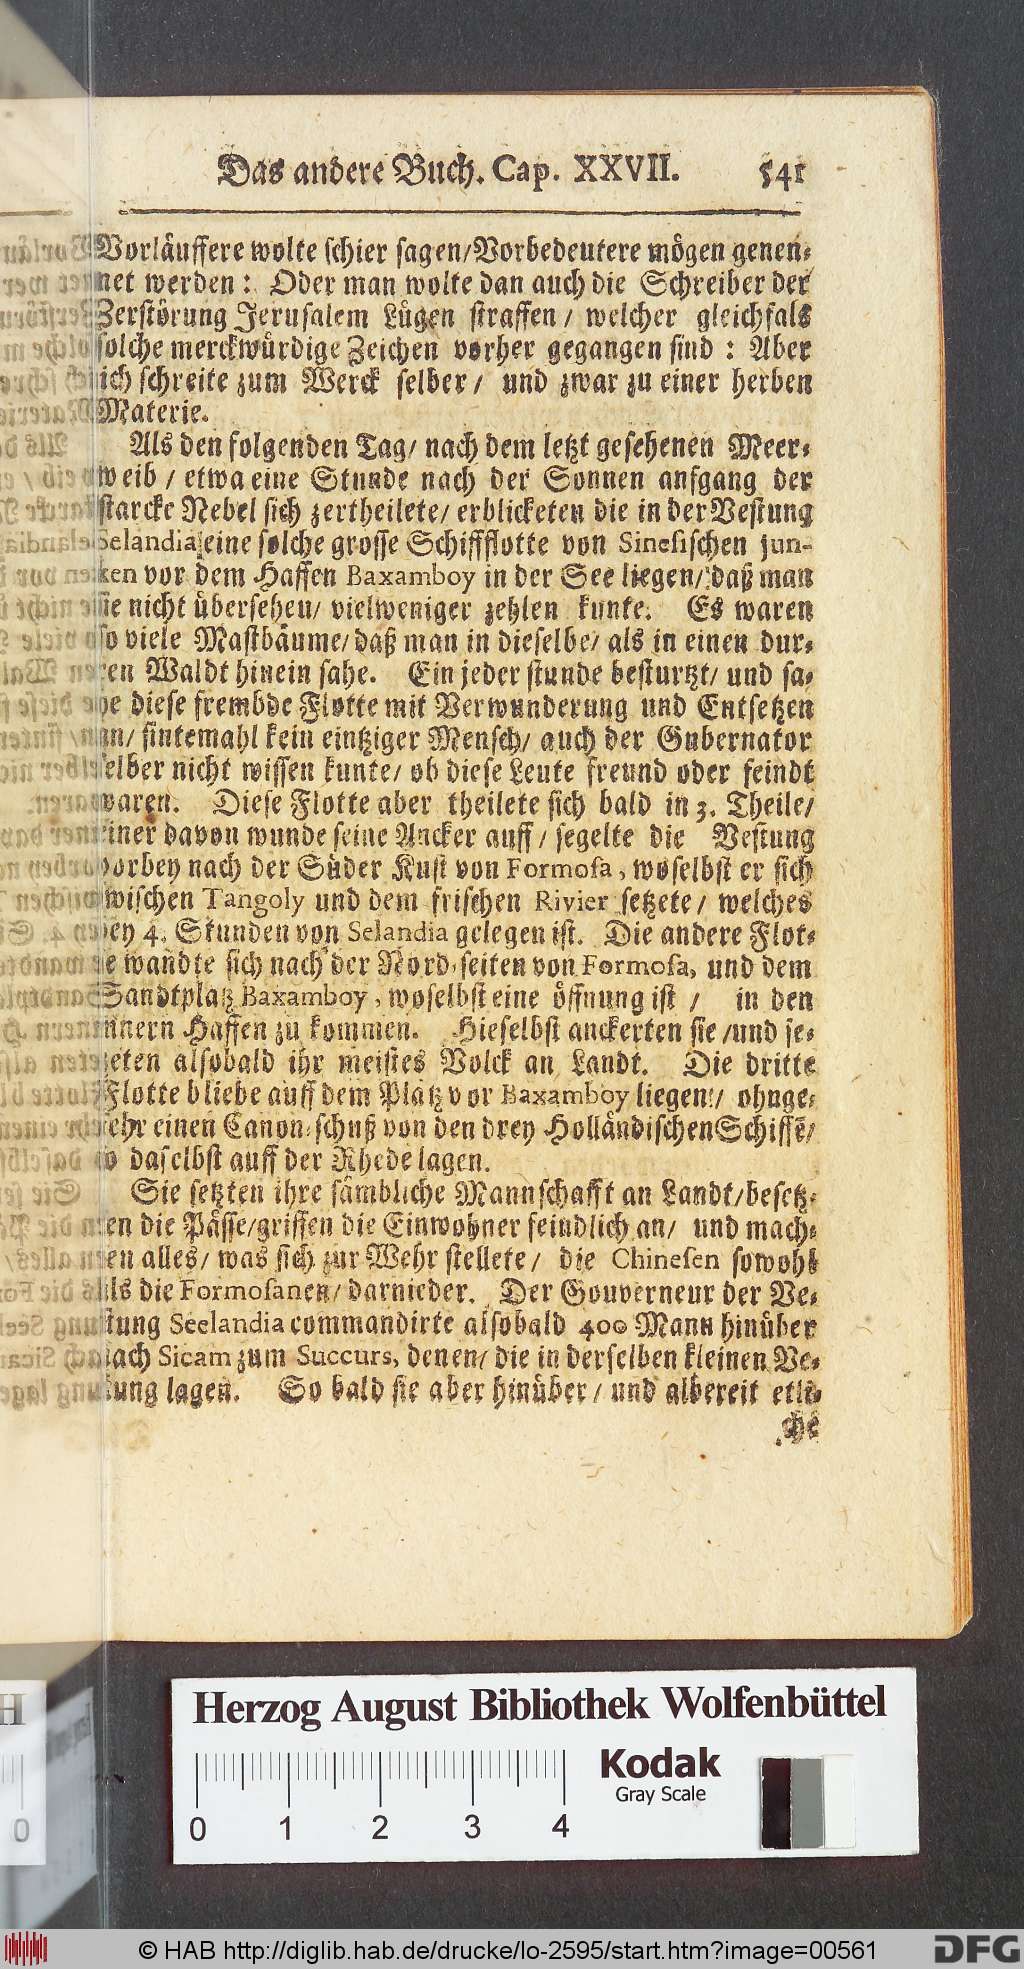 Das andere Buch. Cap. XXVII. 541
Vorläuffere wolte schier sagen/Vorbedeutere mögen genen-
net werden: Oder man wolte dan auch die Schreiber der
Zerstörung Jerusalem Lügen straffen/ welcher gleichfals
solche merckwürdige Zeichen vorher gegangen sind: Aber
ich schreite zum Werck selber/ und zwar zu einer herben
Materie.
Als den folgenden Tag/ nach dem letzt gesehenen Meer-
weib/ etwa eine Stunde nach der Sonnen anfgang der
starcke Nebel sich zertheilete/ erblicketen die in der Vestung
Selandia eine solche grosse Schiffflotte von Sinesischen jun-
ken vor dem Haffen Baxamboy in der See liegen/ daß man
sie nicht übersehen/ vielweniger zehlen kunte. Es waren
so viele Mastbäume/ daß man in dieselbe/ als in einen dur-
ren Waldt hinein sahe. Ein jeder stunde besturtzt/ und sa-
he diese frembde Flotte mit Verwunderung und Entsetzen
an/ sintemahl kein eintziger Mensch/ auch der Gubernator
selber nicht wissen kunte/ ob diese Leute freund oder feindt
waren. Diese Flotte aber theilete sich bald in 3. Theile/
einer davon wunde seine Ancker auff/ segelte die Vestung
vorbey nach der Süder Kust von Formosa, woselbst er sich
zwischen Tangoly und dem frischen Rivier setzete/ welches
bey 4. Stunden von Selandia gelegen ist. Die andere Flot-
te wandte sich nach der Nord-seiten von Formosa, und dem
Sandtplatz Baxamboy, woselbst eine öffnung ist/ in den
innern Haffen zu kommen. Hieselbst anckerten sie/und se-
tzeten alsobald ihr meistes Volck an Landt. Die dritte
Flotte bliebe auff dem Platz vor Baxamboy liegen/ ohnge-
fehr einen Canon-schuß von den drey Holländischen Schiffē/
so daselbst auff der Rhede lagen.
Sie setzten ihre sämbliche Mannschafft an Landt/besetz-
ten die Pässe/griffen die Einwohner feindlich an/ und mach-
ten alles/ was sich zur Wehr stellete/ die Chinesen sowohl
als die Formosanen/ darnieder. Der Gouverneur der Ve-
stung Seelandia commandirte alsobald 400 Mann hinüber
nach Sicam zum Succurs, denen/ die in derselben kleinen Ve-
stung lagen. So bald sie aber hinüber/ und albereit etli-
che
Herzog August Bibliothek Wolfenbüttel
Kodak
Gray Scale
0 1 2 3 4
© HAB http://diglib.hab.de/drucke/lo-2595/start.htm?image=00561
DFG